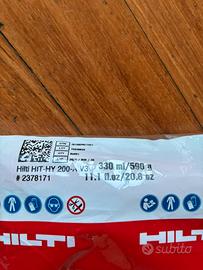 Hilti HIT-HY 200-A V3 330 ml/590 g
# 2378171 11.1 fl.oz/20.8 oz
HILTI HILTI
subito